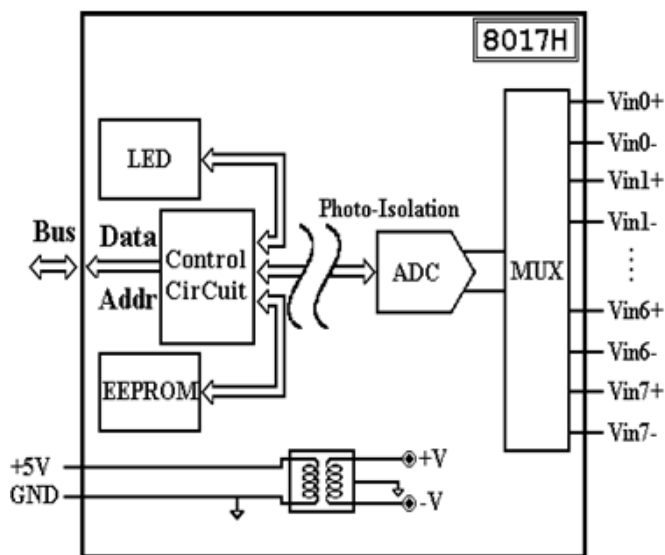 8017H
Vin0+
Vin0-
Vin1+
Vin1-
Vin6+
Vin6-
Vin7+
Vin7-
LED
Photo-Isolation
Bus
Data
Addr
Control
CirCuit
ADC
MUX
EEPROM
+5V
GND
+V
-V